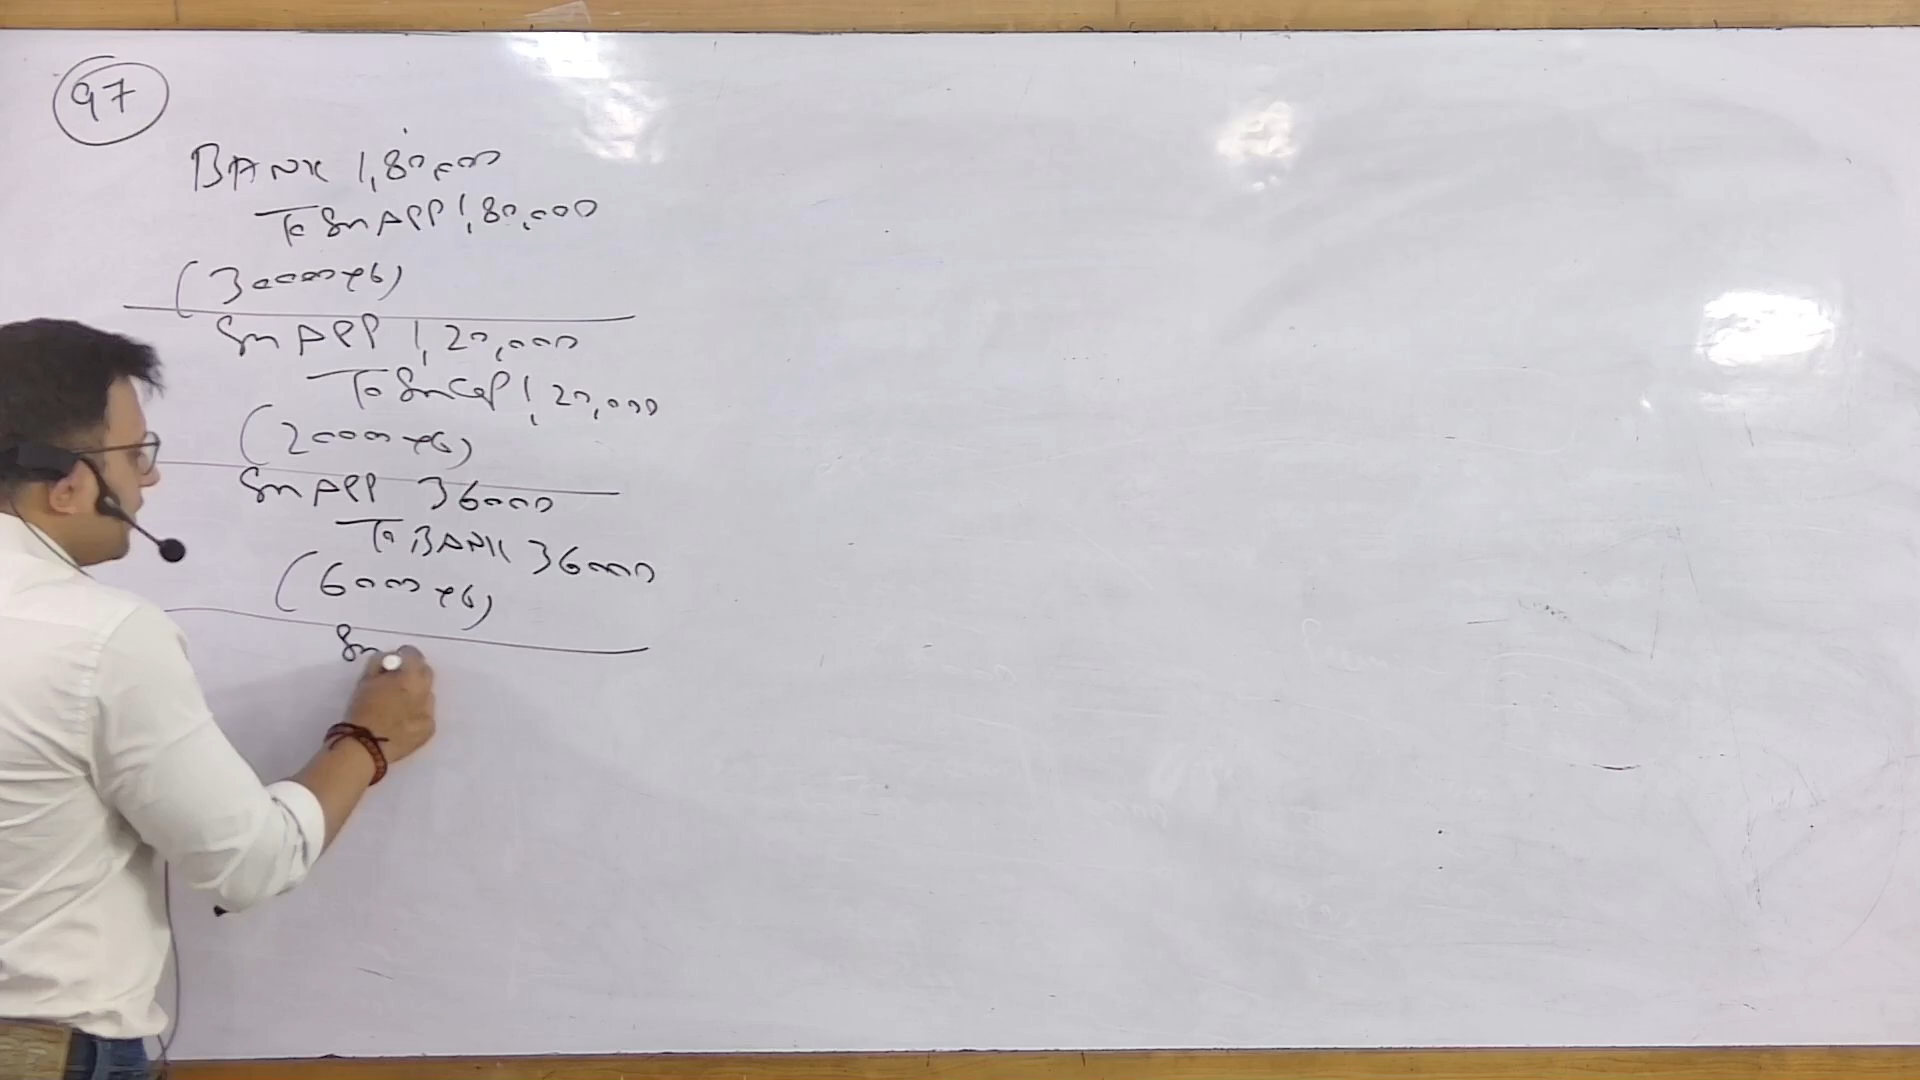 97
BANK 1,80,000
To Sh APP 1,80,000
(30000×6)
Sh APP 1,20,000
To Sh Cap 1,20,000
(20000×6)
Sh APP 36000
To BANK 36000
(6000×6)
Sh